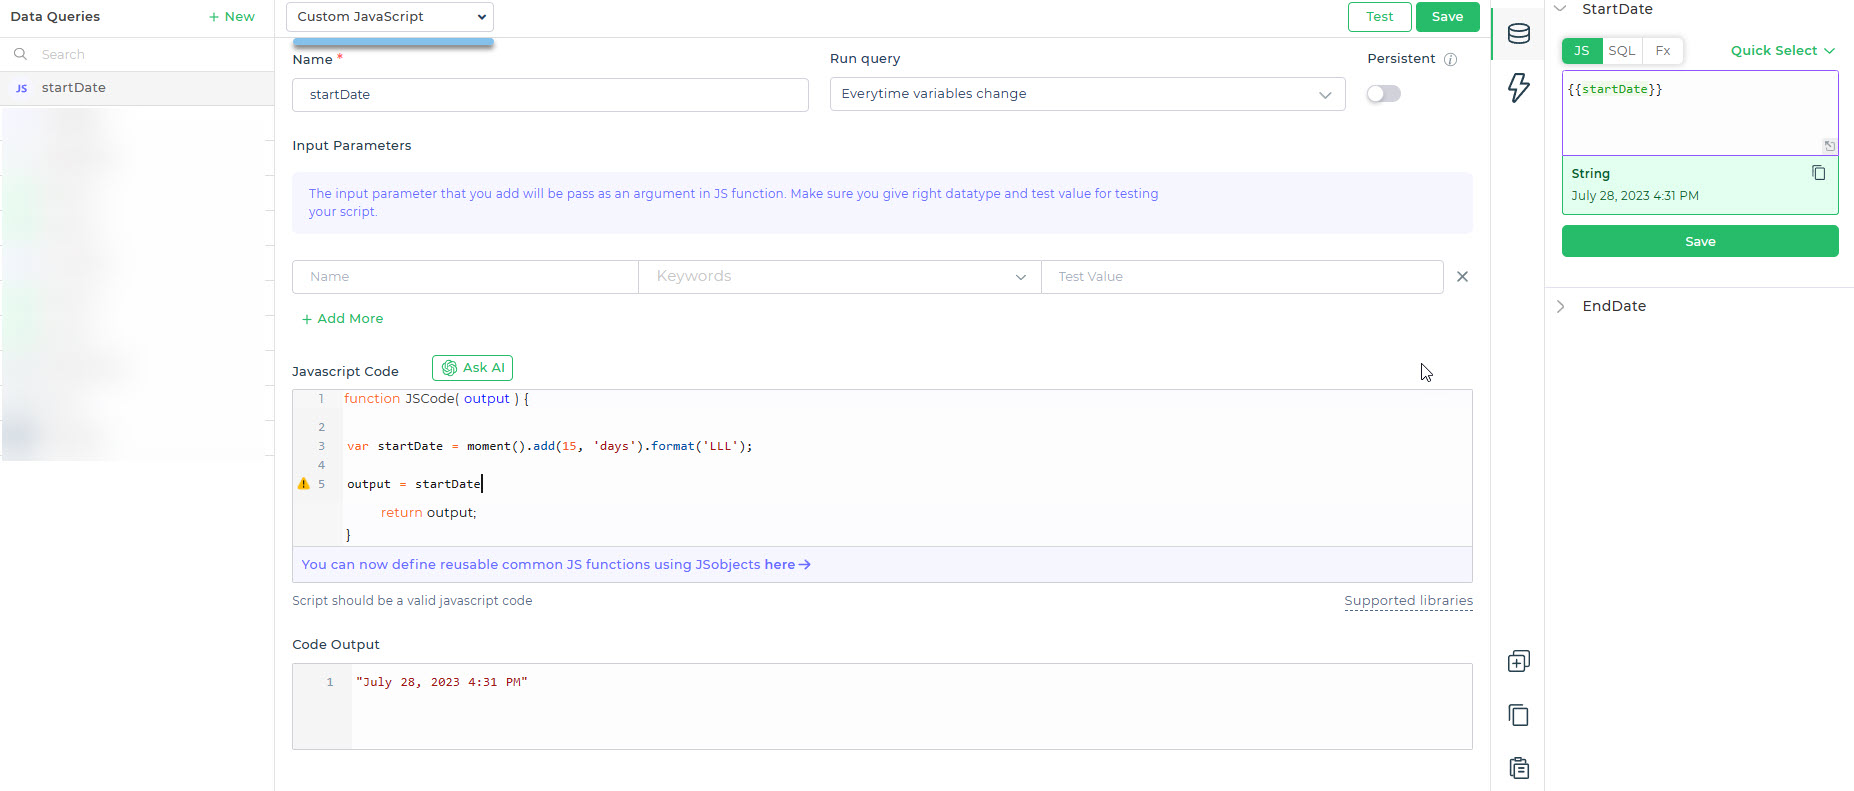 Data Queries
+ New
Search
JS startDate
Custom JavaScript
Test
Save
Name *
startDate
Run query
Everytime variables change
Persistent
Input Parameters
The input parameter that you add will be pass as an argument in JS function. Make sure you give right datatype and test value for testing
your script.
Name
Keywords
Test Value
+ Add More
Javascript Code
Ask AI
1 function JSCode( output ) {
2
3 var startDate = moment().add(15, 'days').format('LLL');
4
5 output = startDate
return output;
}
You can now define reusable common JS functions using JSobjects here →
Script should be a valid javascript code
Supported libraries
Code Output
1 "July 28, 2023 4:31 PM"
StartDate
JS SQL Fx
Quick Select
{{startDate}}
String
July 28, 2023 4:31 PM
Save
EndDate